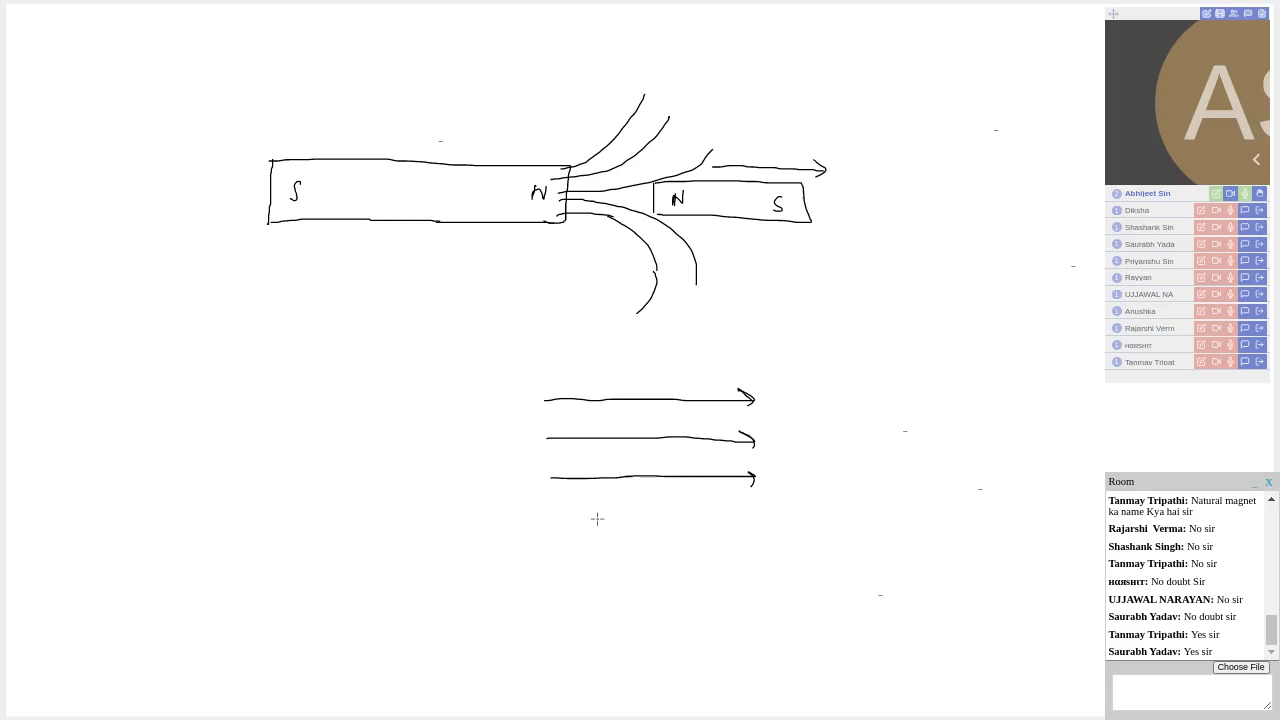 S
N
N
S
AS
Abhijeet Sin
Diksha
Shashank Sin
Saurabh Yada
Priyanshu Sin
Rayyan
UJJAWAL NA
Anushka
Rajarshi Verm
нαяѕнιт
Tanmay Tripat
Room
_ X
Tanmay Tripathi: Natural magnet
ka name Kya hai sir
Rajarshi Verma: No sir
Shashank Singh: No sir
Tanmay Tripathi: No sir
нαяѕнιт: No doubt Sir
UJJAWAL NARAYAN: No sir
Saurabh Yadav: No doubt sir
Tanmay Tripathi: Yes sir
Saurabh Yadav: Yes sir
Choose File